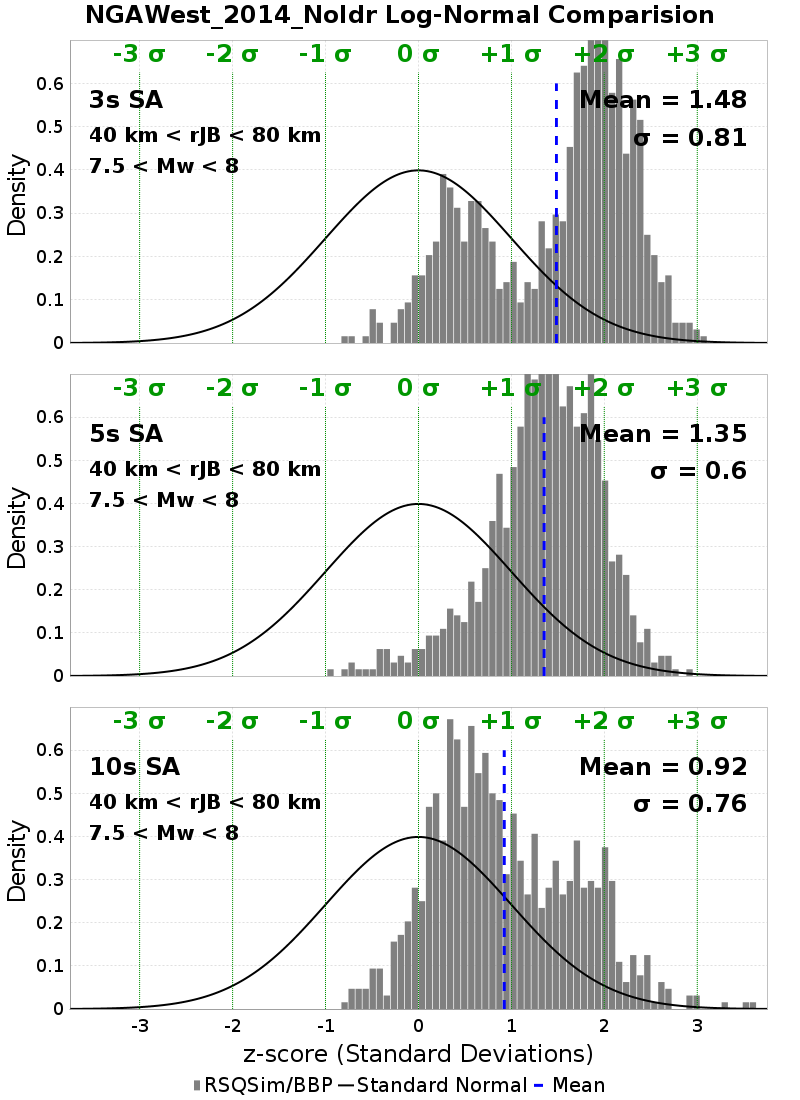 NGAWest_2014_NoIdr Log-Normal Comparision
-3 σ -2 σ -1 σ 0 σ +1 σ +2 σ +3 σ
3s SA
Mean = 1.48
40 km < rJB < 80 km
σ = 0.81
7.5 < Mw < 8
0.6
0.5
0.4
0.3
0.2
0.1
0
Density
-3 σ -2 σ -1 σ 0 σ +1 σ +2 σ +3 σ
5s SA
Mean = 1.35
40 km < rJB < 80 km
σ = 0.6
7.5 < Mw < 8
0.6
0.5
0.4
0.3
0.2
0.1
0
Density
-3 σ -2 σ -1 σ 0 σ +1 σ +2 σ +3 σ
10s SA
Mean = 0.92
40 km < rJB < 80 km
σ = 0.76
7.5 < Mw < 8
0.6
0.5
0.4
0.3
0.2
0.1
0
Density
-3 -2 -1 0 1 2 3
z-score (Standard Deviations)
RSQSim/BBP Standard Normal Mean